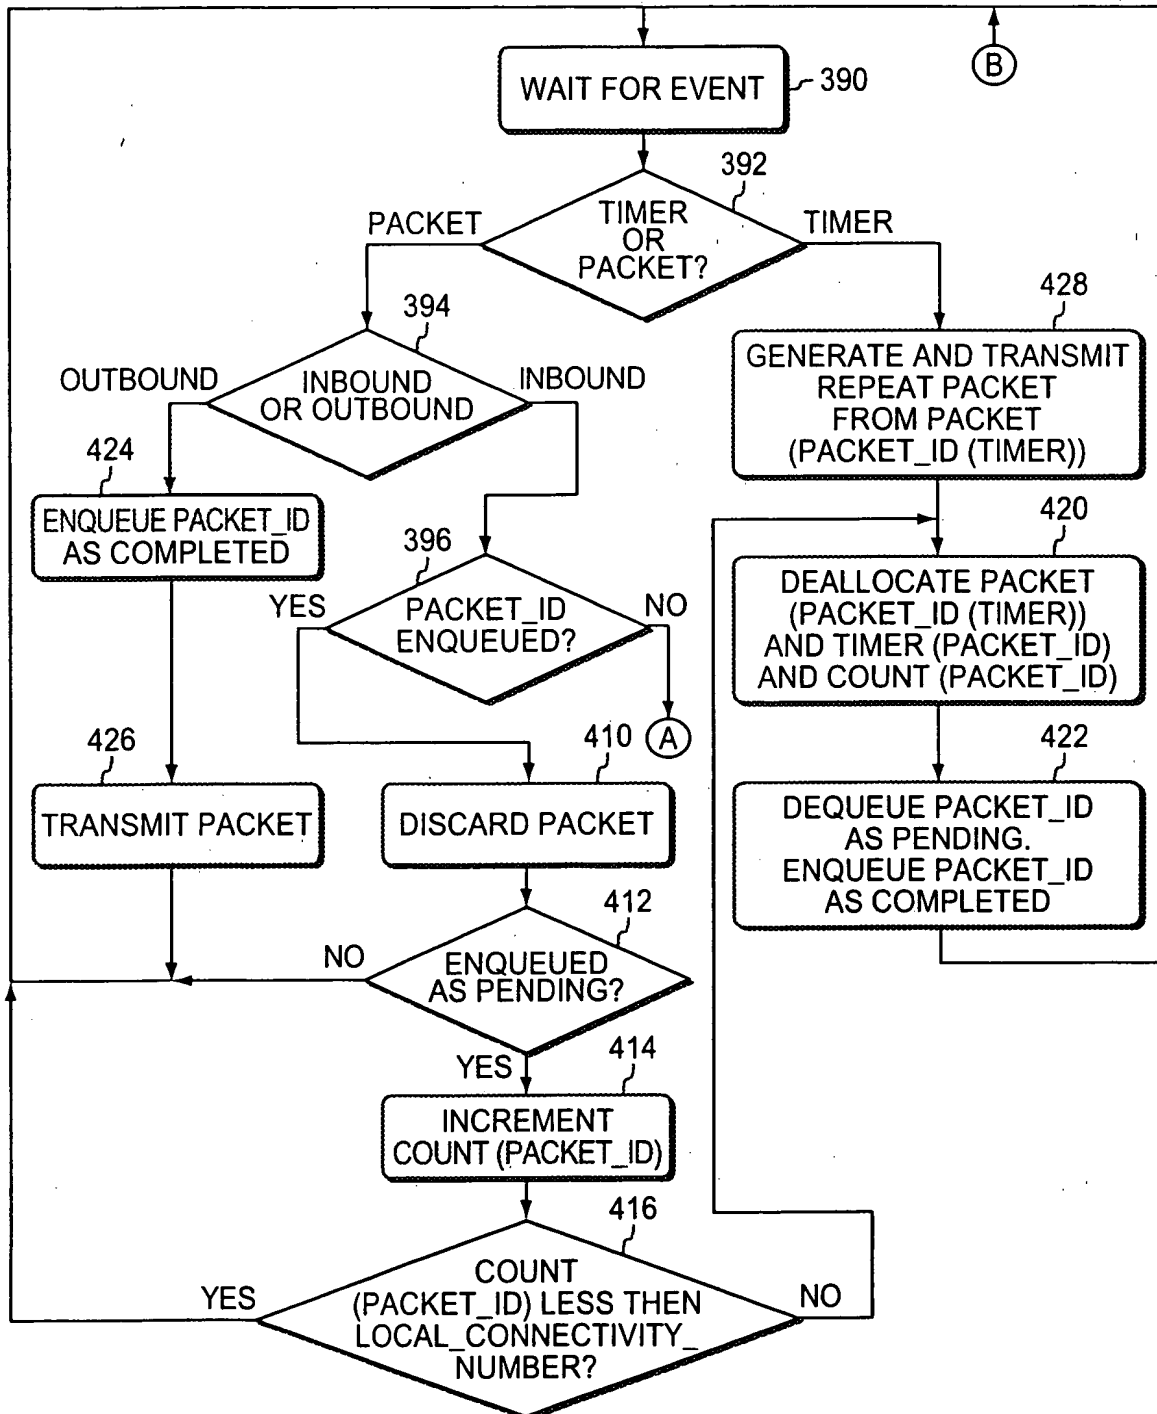 B
WAIT FOR EVENT
390
392
PACKET
TIMER
OR
PACKET?
TIMER
394
428
OUTBOUND
INBOUND
OR OUTBOUND
INBOUND
GENERATE AND TRANSMIT
REPEAT PACKET
FROM PACKET
(PACKET_ID (TIMER))
424
ENQUEUE PACKET_ID
AS COMPLETED
396
YES
PACKET_ID
ENQUEUED?
NO
420
DEALLOCATE PACKET
(PACKET_ID (TIMER))
AND TIMER (PACKET_ID)
AND COUNT (PACKET_ID)
A
426
TRANSMIT PACKET
410
DISCARD PACKET
422
DEQUEUE PACKET_ID
AS PENDING.
ENQUEUE PACKET_ID
AS COMPLETED
412
NO
ENQUEUED
AS PENDING?
YES
414
INCREMENT
COUNT (PACKET_ID)
416
YES
COUNT
(PACKET_ID) LESS THEN
LOCAL_CONNECTIVITY_
NUMBER?
NO